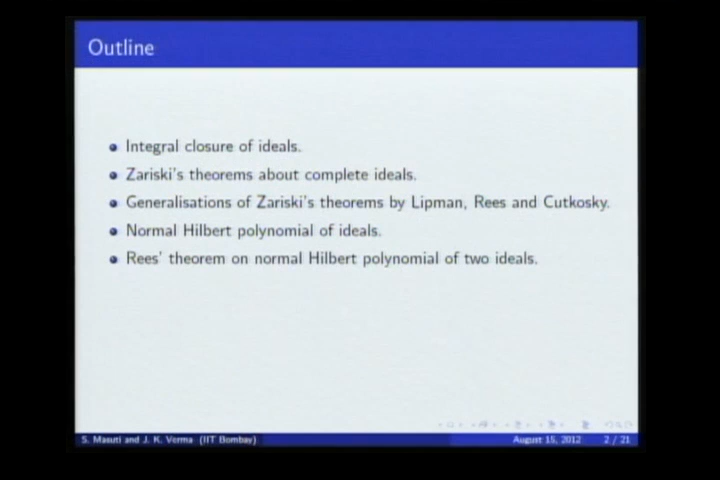 Outline
Integral closure of ideals.
Zariski's theorems about complete ideals.
Generalisations of Zariski's theorems by Lipman, Rees and Cutkosky.
Normal Hilbert polynomial of ideals.
Rees' theorem on normal Hilbert polynomial of two ideals.
S. Masuti and J. K. Verma (IIT Bombay) August 15, 2012 2 / 21